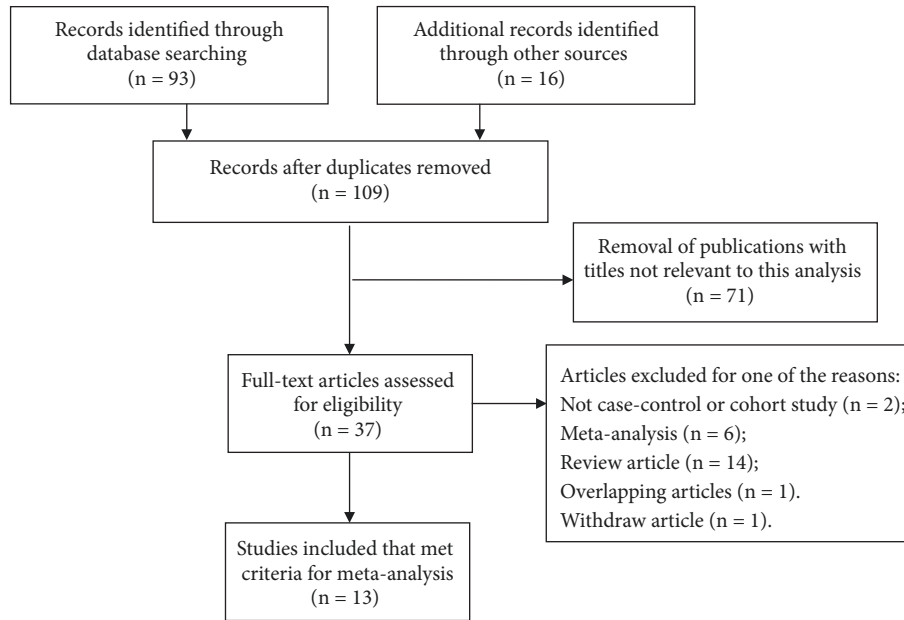 Records identified through
database searching
(n = 93)
Additional records identified
through other sources
(n = 16)
Records after duplicates removed
(n = 109)
Removal of publications with
titles not relevant to this analysis
(n = 71)
Full-text articles assessed
for eligibility
(n = 37)
Articles excluded for one of the reasons:
Not case-control or cohort study (n = 2);
Meta-analysis (n = 6);
Review article (n = 14);
Overlapping articles (n = 1).
Withdraw article (n = 1).
Studies included that met
criteria for meta-analysis
(n = 13)